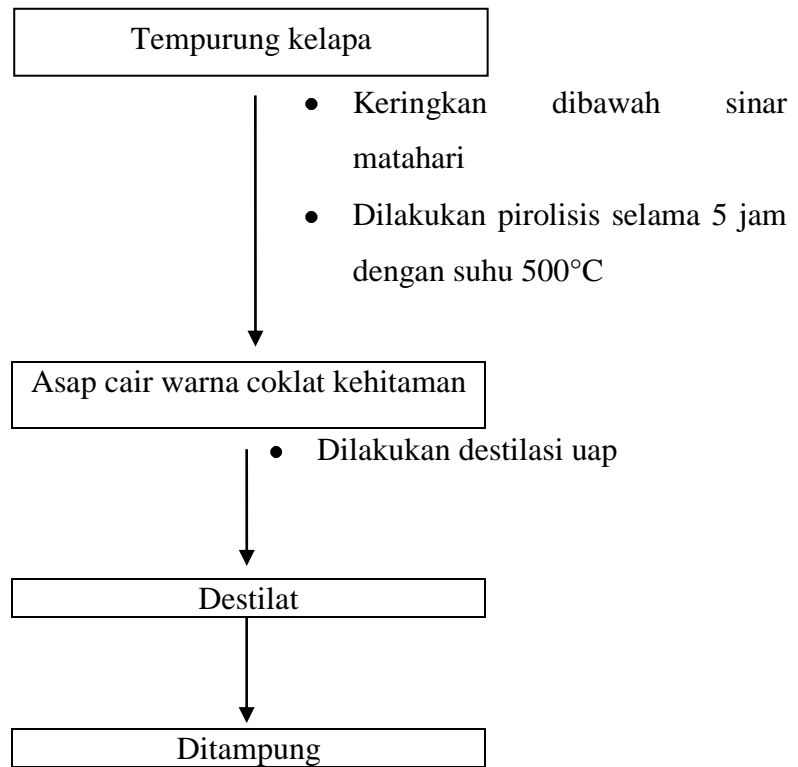 Tempurung kelapa
● Keringkan dibawah sinar
matahari
● Dilakukan pirolisis selama 5 jam
dengan suhu 500°C
Asap cair warna coklat kehitaman
● Dilakukan destilasi uap
Destilat
Ditampung